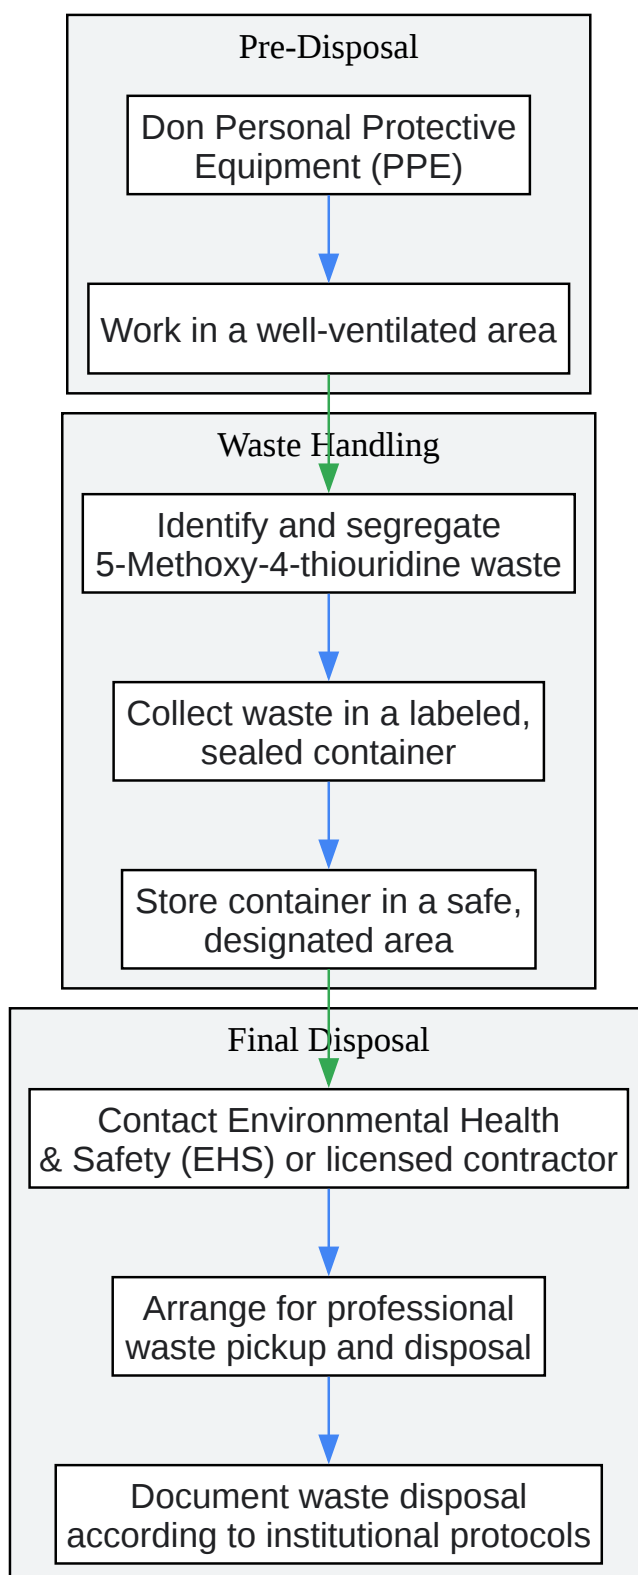 Pre-Disposal
Don Personal Protective
Equipment (PPE)
Work in a well-ventilated area
Waste Handling
Identify and segregate
5-Methoxy-4-thiouridine waste
Collect waste in a labeled,
sealed container
Store container in a safe,
designated area
Final Disposal
Contact Environmental Health
& Safety (EHS) or licensed contractor
Arrange for professional
waste pickup and disposal
Document waste disposal
according to institutional protocols